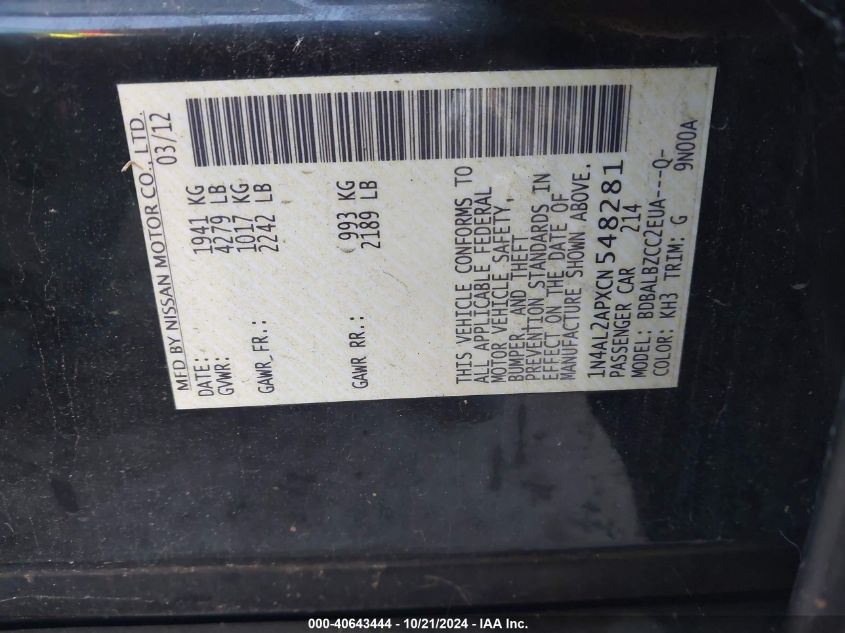 MFD BY NISSAN MOTOR CO., LTD.
DATE: 03/12
GVWR: 1941 KG
4279 LB
GAWR FR.: 1017 KG
2242 LB
GAWR RR.: 993 KG
2189 LB
THIS VEHICLE CONFORMS TO
ALL APPLICABLE FEDERAL
MOTOR VEHICLE SAFETY,
BUMPER, AND THEFT
PREVENTION STANDARDS IN
EFFECT ON THE DATE OF
MANUFACTURE SHOWN ABOVE.
1N4AL2APXCN548281
PASSENGER CAR 214
MODEL: BDBALBZCC2EUA---Q-
COLOR: KH3 TRIM: G 9N00A
000-40643444 - 10/21/2024 - IAA Inc.